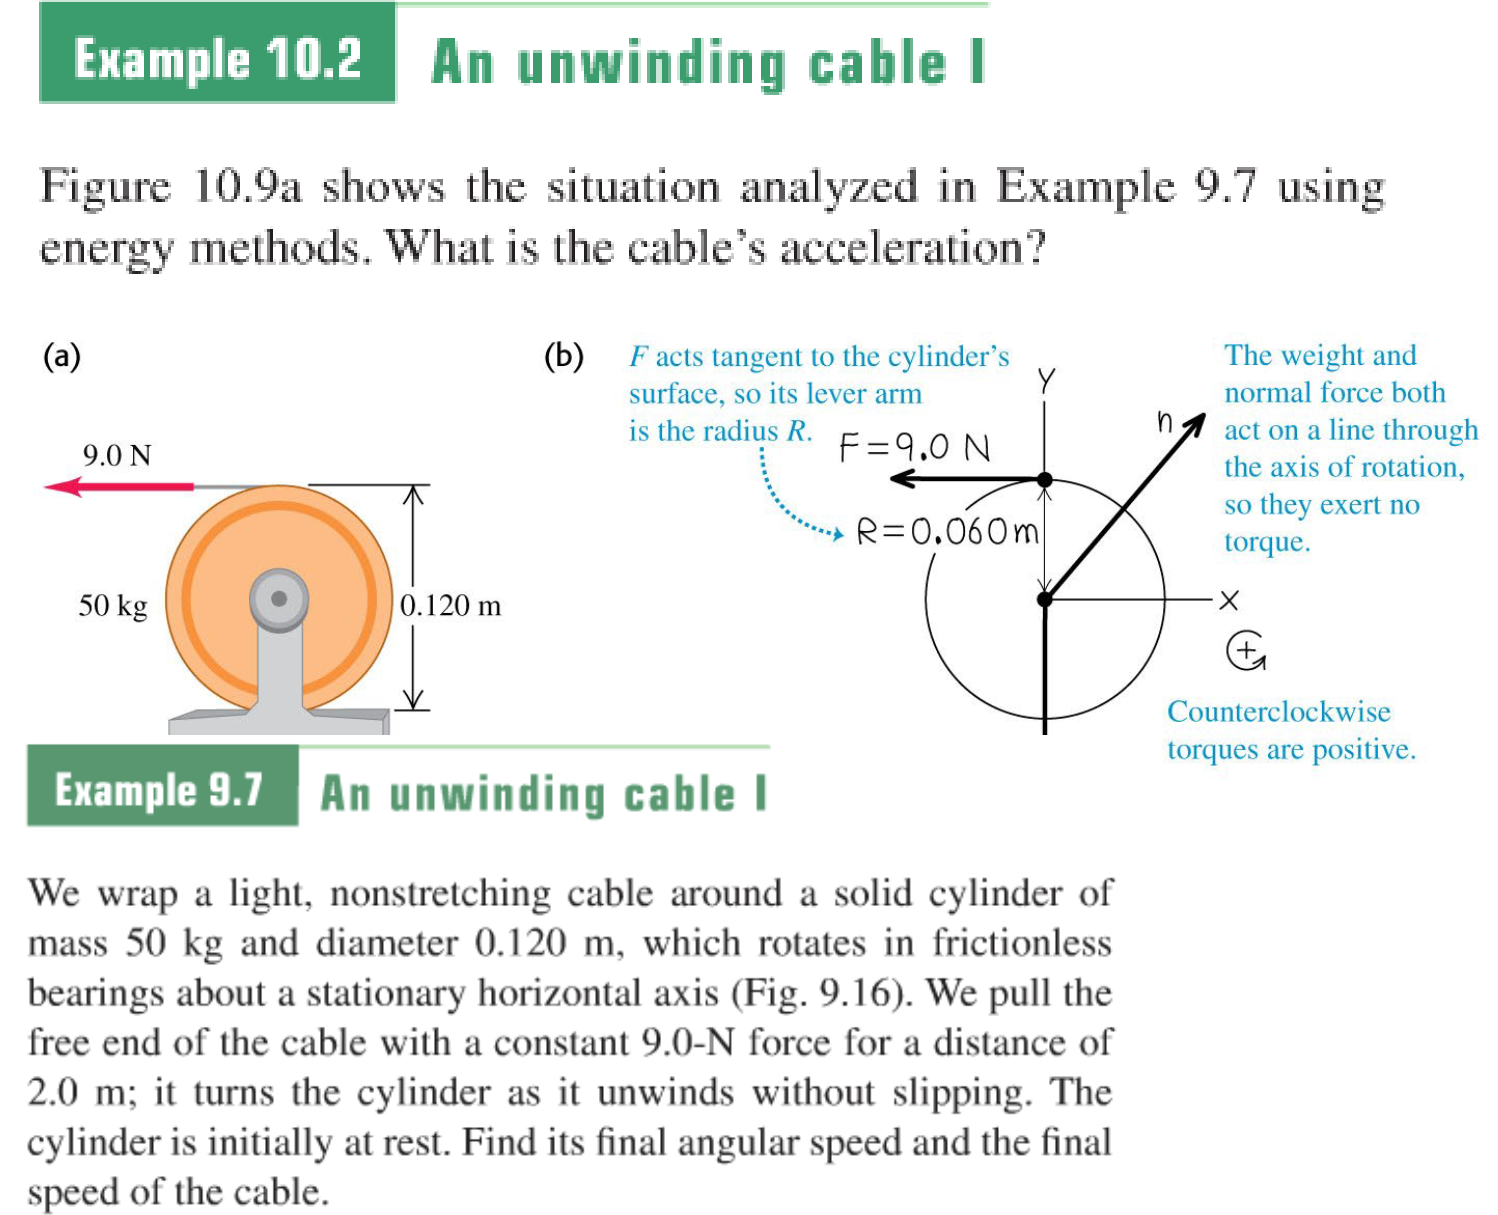 Example 10.2 An unwinding cable I
Figure 10.9a shows the situation analyzed in Example 9.7 using
energy methods. What is the cable's acceleration?
(a)
9.0 N
50 kg
0.120 m
(b)
F acts tangent to the cylinder's
surface, so its lever arm
is the radius R.
F=9.0 N
R=0.060m
y
n
x
+
The weight and
normal force both
act on a line through
the axis of rotation,
so they exert no
torque.
Counterclockwise
torques are positive.
Example 9.7 An unwinding cable I
We wrap a light, nonstretching cable around a solid cylinder of
mass 50 kg and diameter 0.120 m, which rotates in frictionless
bearings about a stationary horizontal axis (Fig. 9.16). We pull the
free end of the cable with a constant 9.0-N force for a distance of
2.0 m; it turns the cylinder as it unwinds without slipping. The
cylinder is initially at rest. Find its final angular speed and the final
speed of the cable.